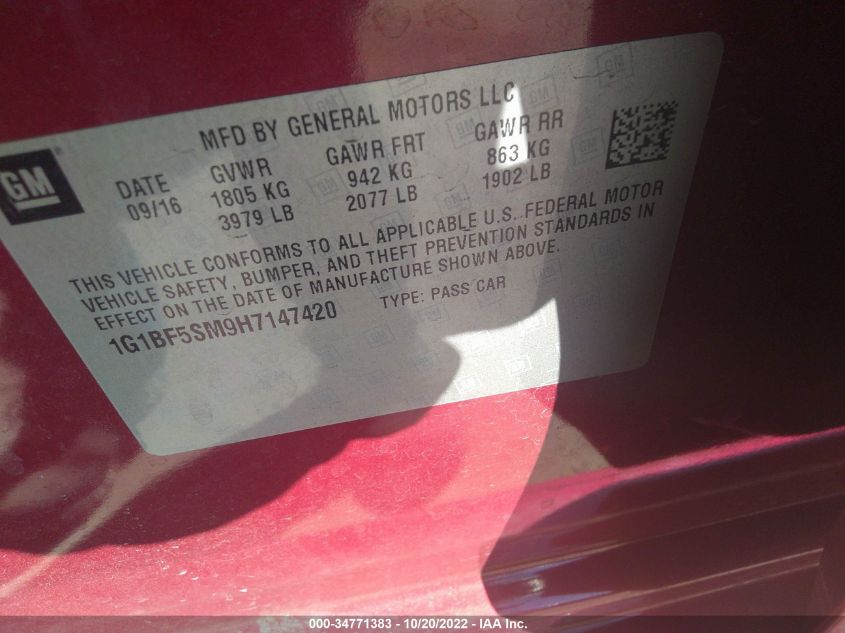 MFD BY GENERAL MOTORS LLC
GM
DATE GVWR GAWR FRT GAWR RR
09/16 1805 KG 942 KG 863 KG
3979 LB 2077 LB 1902 LB
THIS VEHICLE CONFORMS TO ALL APPLICABLE U.S. FEDERAL MOTOR
VEHICLE SAFETY, BUMPER, AND THEFT PREVENTION STANDARDS IN
EFFECT ON THE DATE OF MANUFACTURE SHOWN ABOVE.
1G1BF5SM9H7147420 TYPE: PASS CAR
000-34771383 - 10/20/2022 - IAA Inc.